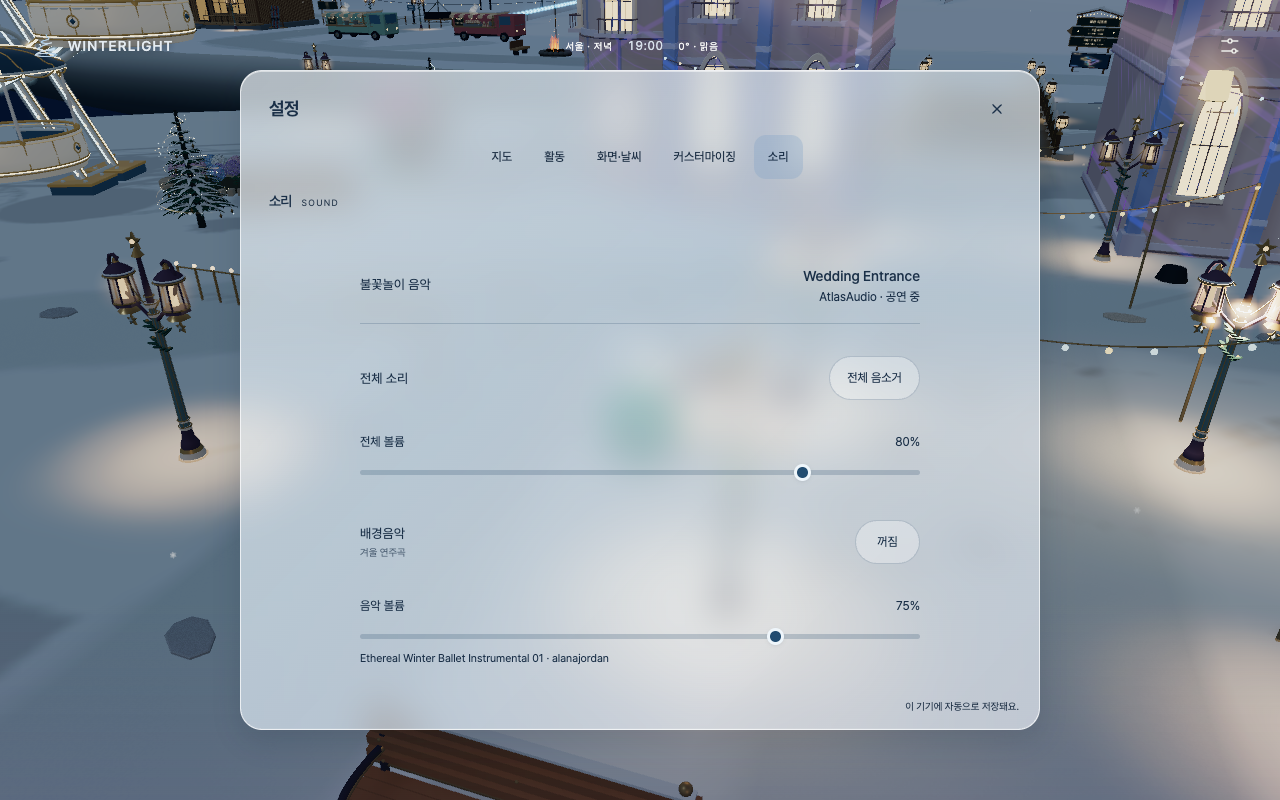 WINTERLIGHT
서울 · 저녁 19:00 0° · 맑음
설정
지도 활동 화면·날씨 커스터마이징 소리
소리 SOUND
불꽃놀이 음악
Wedding Entrance
AtlasAudio · 공연 중
전체 소리
전체 음소거
전체 볼륨
80%
배경음악
겨울 연주곡
꺼짐
음악 볼륨
75%
Ethereal Winter Ballet Instrumental 01 · alanajordan
이 기기에 자동으로 저장돼요.